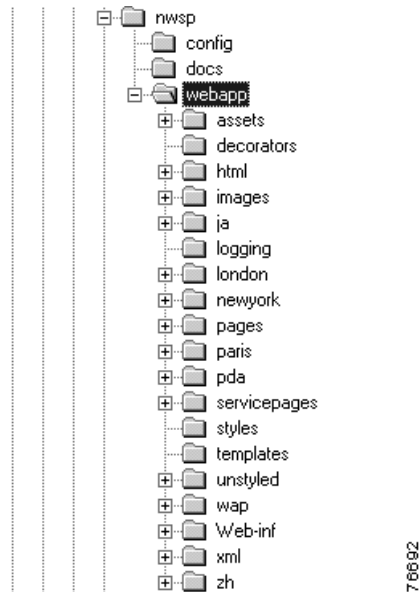 nwsp
config
docs
webapp
assets
decorators
html
images
ja
logging
london
newyork
pages
paris
pda
servicepages
styles
templates
unstyled
wap
Web-inf
xml
zh
76692